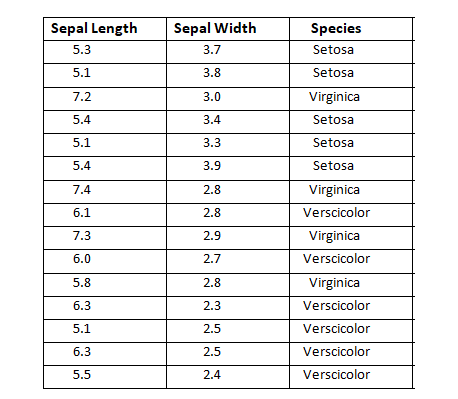 Sepal Length Sepal Width Species
5.3 3.7 Setosa
5.1 3.8 Setosa
7.2 3.0 Virginica
5.4 3.4 Setosa
5.1 3.3 Setosa
5.4 3.9 Setosa
7.4 2.8 Virginica
6.1 2.8 Verscicolor
7.3 2.9 Virginica
6.0 2.7 Verscicolor
5.8 2.8 Virginica
6.3 2.3 Verscicolor
5.1 2.5 Verscicolor
6.3 2.5 Verscicolor
5.5 2.4 Verscicolor